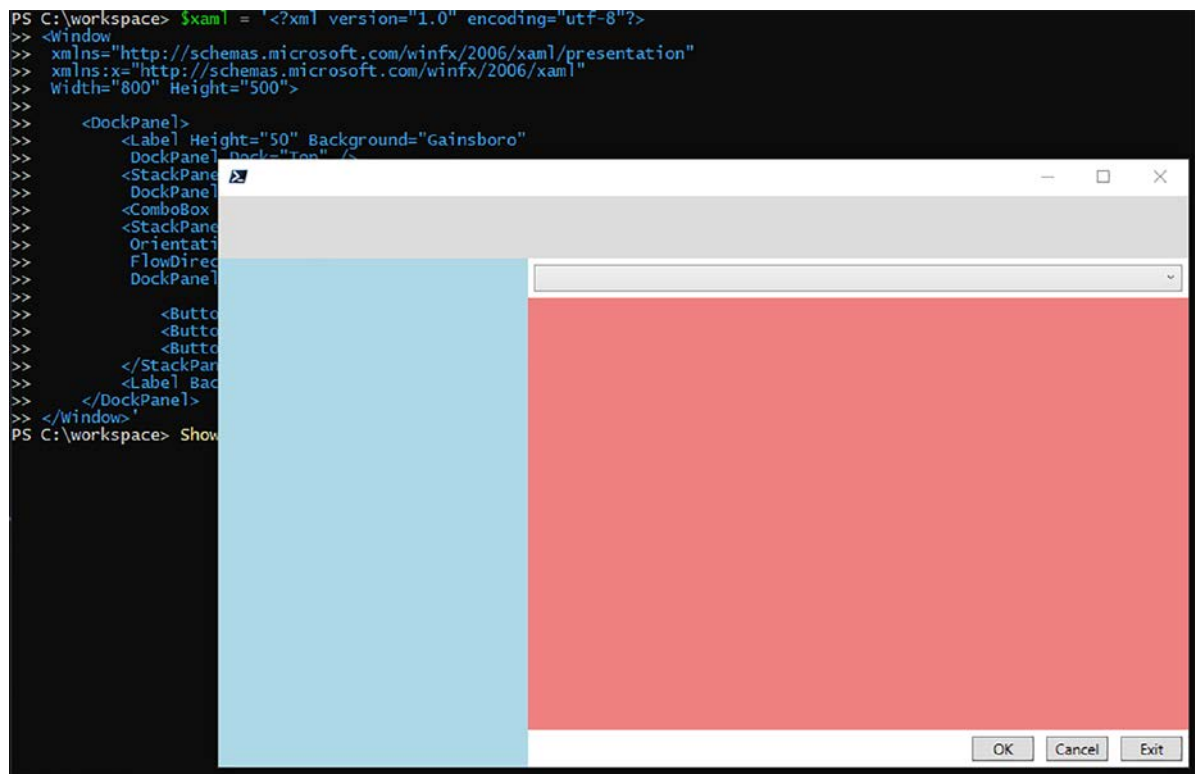 PS C:\workspace> $xaml = '<?xml version="1.0" encoding="utf-8"?>
>> <Window
>>  xmlns="http://schemas.microsoft.com/winfx/2006/xaml/presentation"
>>  xmlns:x="http://schemas.microsoft.com/winfx/2006/xaml"
>>  Width="800" Height="500">
>>
>>     <DockPanel>
>>         <Label Height="50" Background="Gainsboro"
>>          DockPanel.Dock="Top" />
>>         <StackPane
>>          DockPanel
>>         <ComboBox
>>         <StackPane
>>          Orientati
>>          FlowDirec
>>          DockPanel
>>
>>             <Butto
>>             <Butto
>>             <Butto
>>         </StackPan
>>         <Label Bac
>>     </DockPanel>
>> </Window>'
PS C:\workspace> Show
OK Cancel Exit